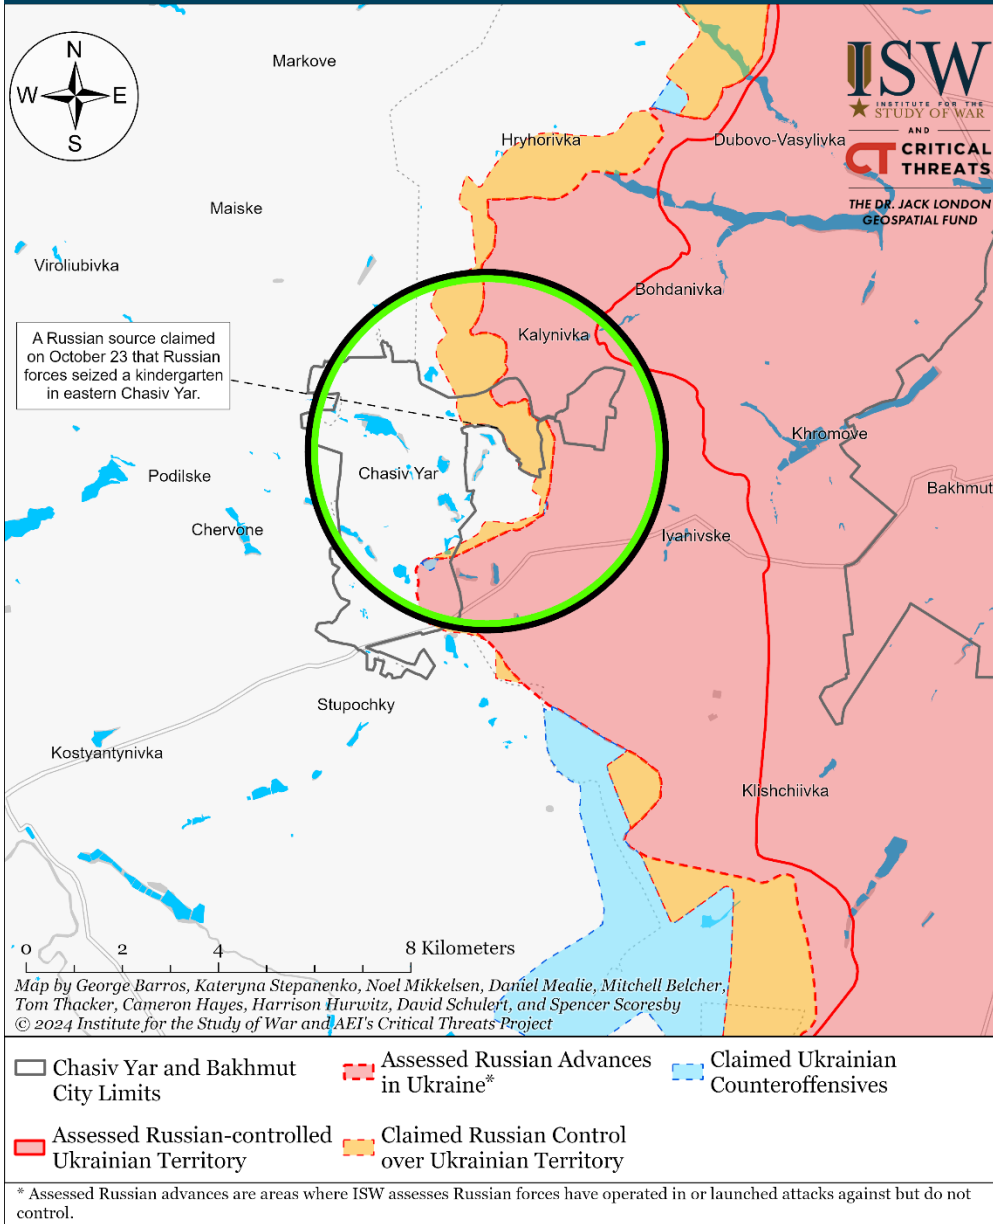 N
W
E
S
ISW
INSTITUTE FOR THE
STUDY OF WAR
AND
CT CRITICAL
THREATS
THE DR. JACK LONDON
GEOSPATIAL FUND
Markove
Hryhorivka
Dubovo-Vasylivka
Maiske
Viroliubivka
Bohdanivka
Kalynivka
A Russian source claimed
on October 23 that Russian
forces seized a kindergarten
in eastern Chasiv Yar.
Khromove
Podilske
Chasiv Yar
Bakhmut
Chervone
Ivanivske
Stupochky
Kostyantynivka
Klishchiivka
0 2 4 8 Kilometers
Map by George Barros, Kateryna Stepanenko, Noel Mikkelsen, Daniel Mealie, Mitchell Belcher,
Tom Thacker, Cameron Hayes, Harrison Hurwitz, David Schulert, and Spencer Scoresby
© 2024 Institute for the Study of War and AEI's Critical Threats Project
Chasiv Yar and Bakhmut
City Limits
Assessed Russian Advances
in Ukraine*
Claimed Ukrainian
Counteroffensives
Assessed Russian-controlled
Ukrainian Territory
Claimed Russian Control
over Ukrainian Territory
* Assessed Russian advances are areas where ISW assesses Russian forces have operated in or launched attacks against but do not
control.